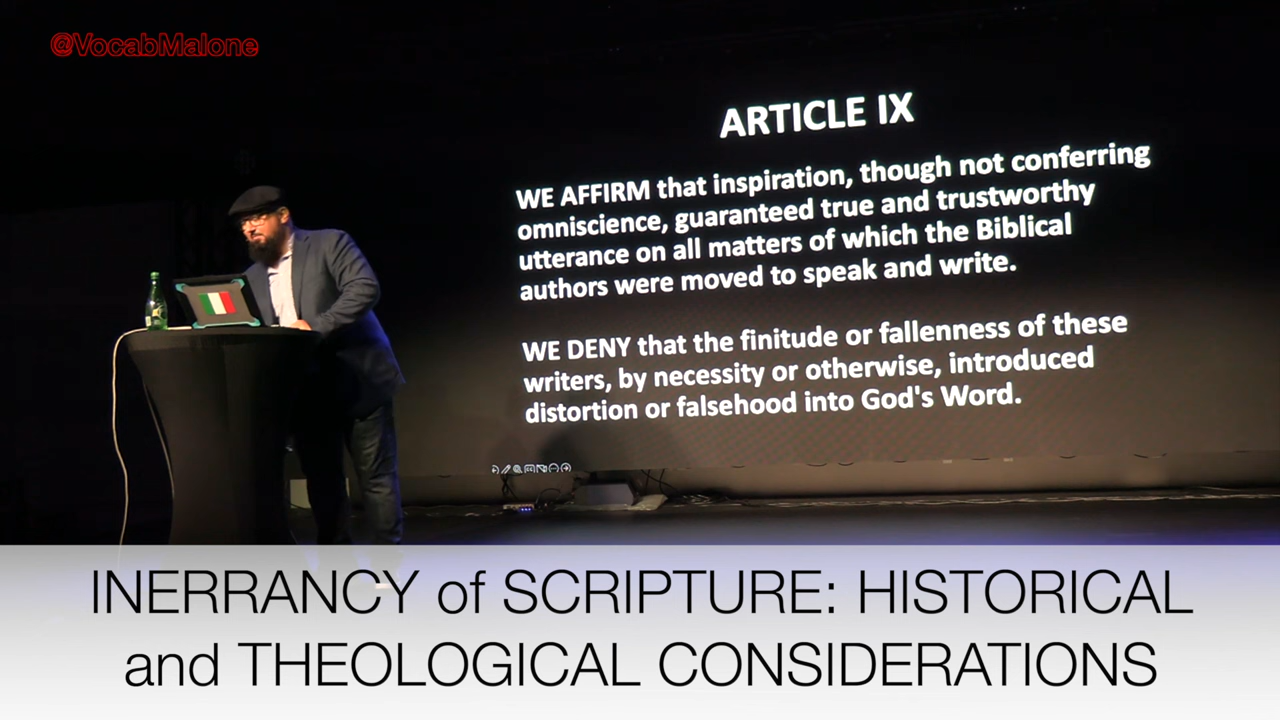 @VocabMalone
ARTICLE IX
WE AFFIRM that inspiration, though not conferring
omniscience, guaranteed true and trustworthy
utterance on all matters of which the Biblical
authors were moved to speak and write.
WE DENY that the finitude or fallenness of these
writers, by necessity or otherwise, introduced
distortion or falsehood into God's Word.
INERRANCY of SCRIPTURE: HISTORICAL
and THEOLOGICAL CONSIDERATIONS